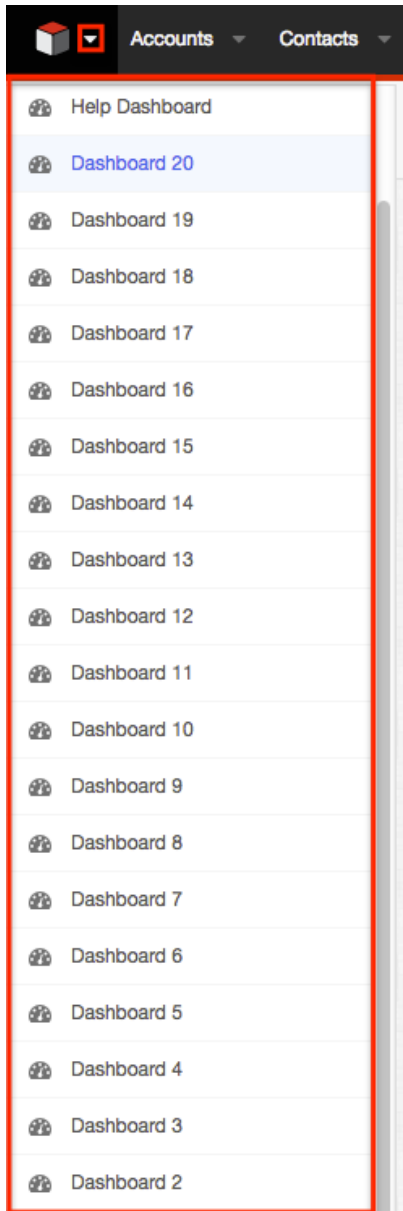 Accounts Contacts
Help Dashboard
Dashboard 20
Dashboard 19
Dashboard 18
Dashboard 17
Dashboard 16
Dashboard 15
Dashboard 14
Dashboard 13
Dashboard 12
Dashboard 11
Dashboard 10
Dashboard 9
Dashboard 8
Dashboard 7
Dashboard 6
Dashboard 5
Dashboard 4
Dashboard 3
Dashboard 2